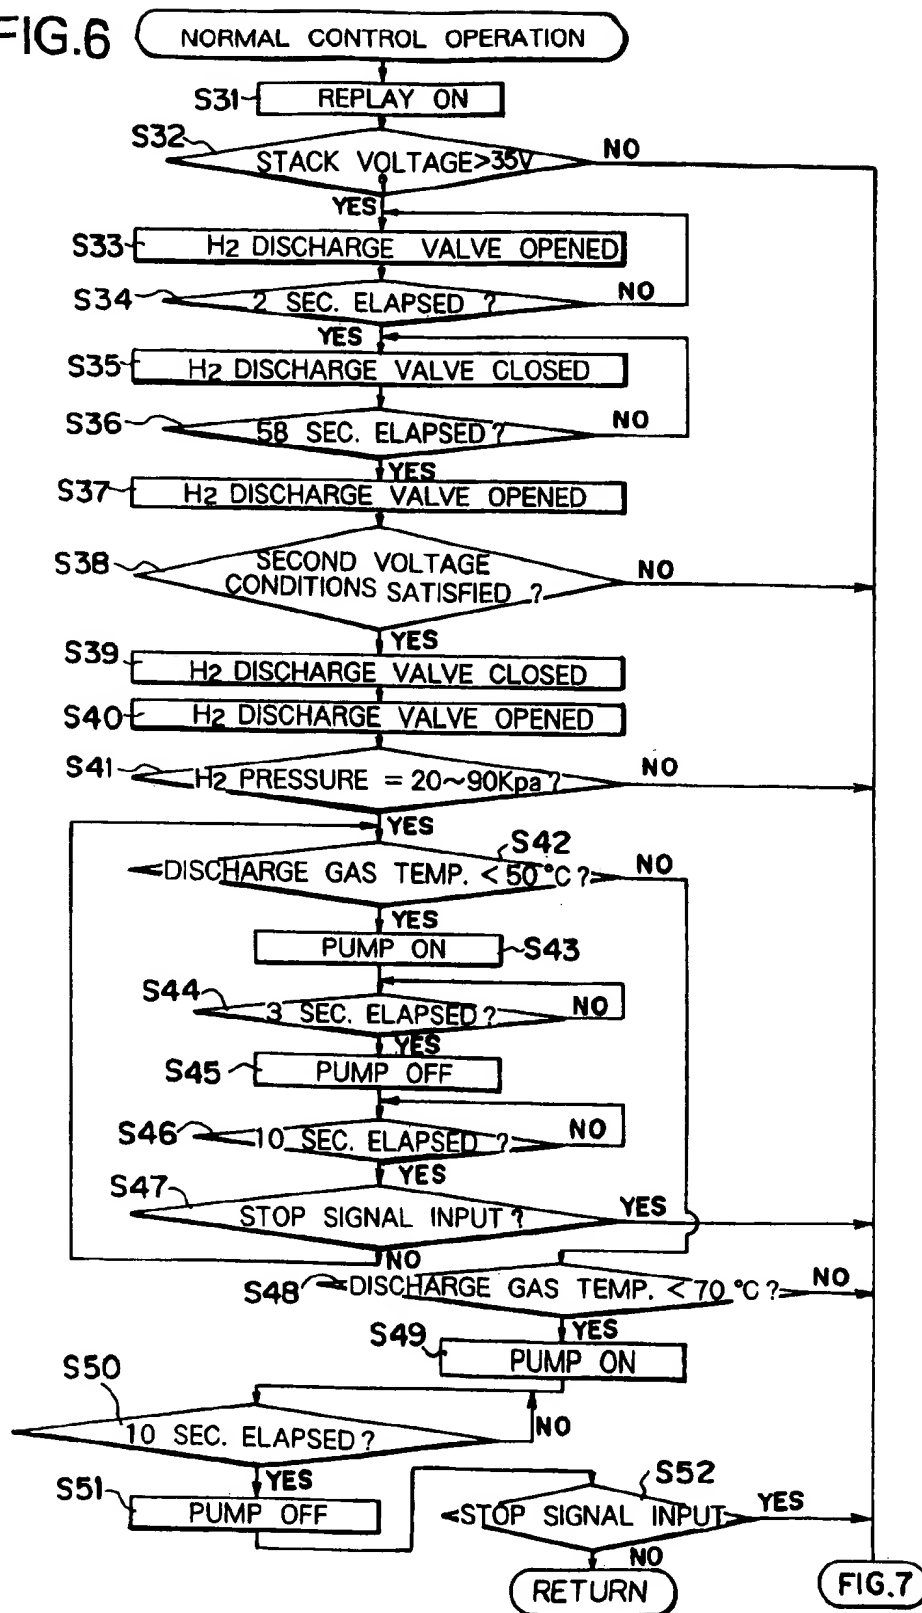 FIG.6
NORMAL CONTROL OPERATION
S31 REPLAY ON
S32
STACK VOLTAGE>35V NO
YES
S33 H2 DISCHARGE VALVE OPENED
S34 2 SEC. ELAPSED ? NO
YES
S35 H2 DISCHARGE VALVE CLOSED
S36 58 SEC. ELAPSED? NO
YES
S37 H2 DISCHARGE VALVE OPENED
S38 SECOND VOLTAGE
CONDITIONS SATISFIED ? NO
YES
S39 H2 DISCHARGE VALVE CLOSED
S40 H2 DISCHARGE VALVE OPENED
S41 H2 PRESSURE = 20~90Kpa? NO
YES
S42
DISCHARGE GAS TEMP. < 50°C? NO
YES
PUMP ON S43
S44 3 SEC. ELAPSED? NO
YES
S45 PUMP OFF
S46 10 SEC. ELAPSED ? NO
YES
S47 STOP SIGNAL INPUT? YES
NO
S48 DISCHARGE GAS TEMP. < 70°C? NO
YES
S49 PUMP ON
S50
10 SEC. ELAPSED? NO
YES
S51 PUMP OFF
S52
STOP SIGNAL INPUT YES
NO
RETURN
FIG.7